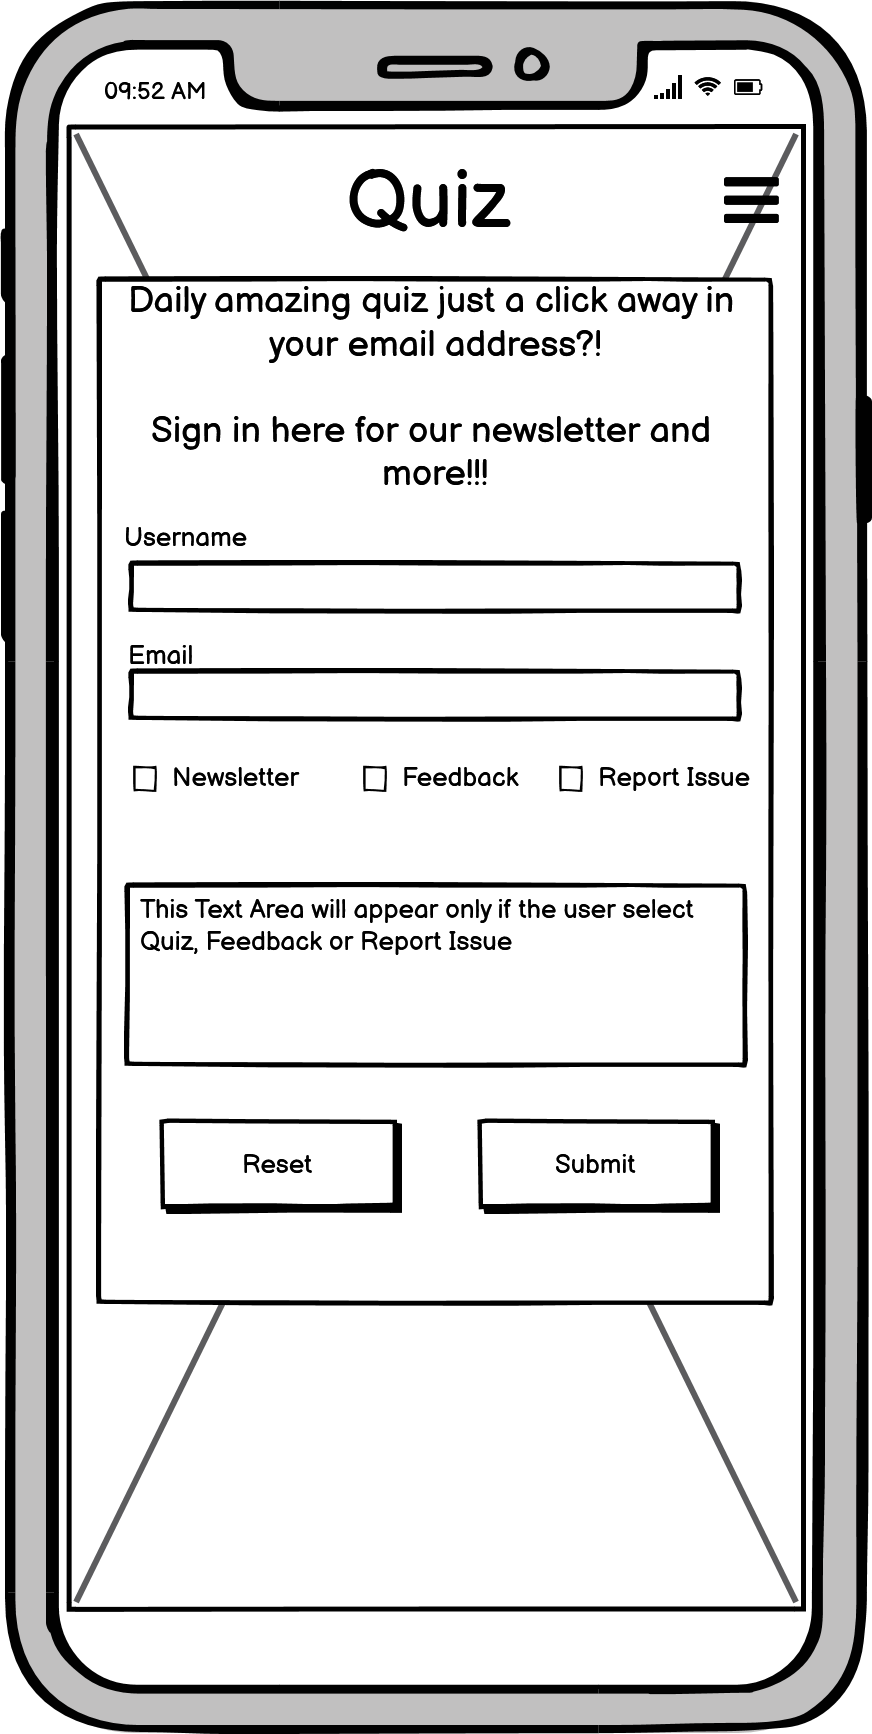 09:52 AM
Quiz
Daily amazing quiz just a click away in
your email address?!
Sign in here for our newsletter and
more!!!
Username
Email
Newsletter Feedback Report Issue
This Text Area will appear only if the user select
Quiz, Feedback or Report Issue
Reset Submit